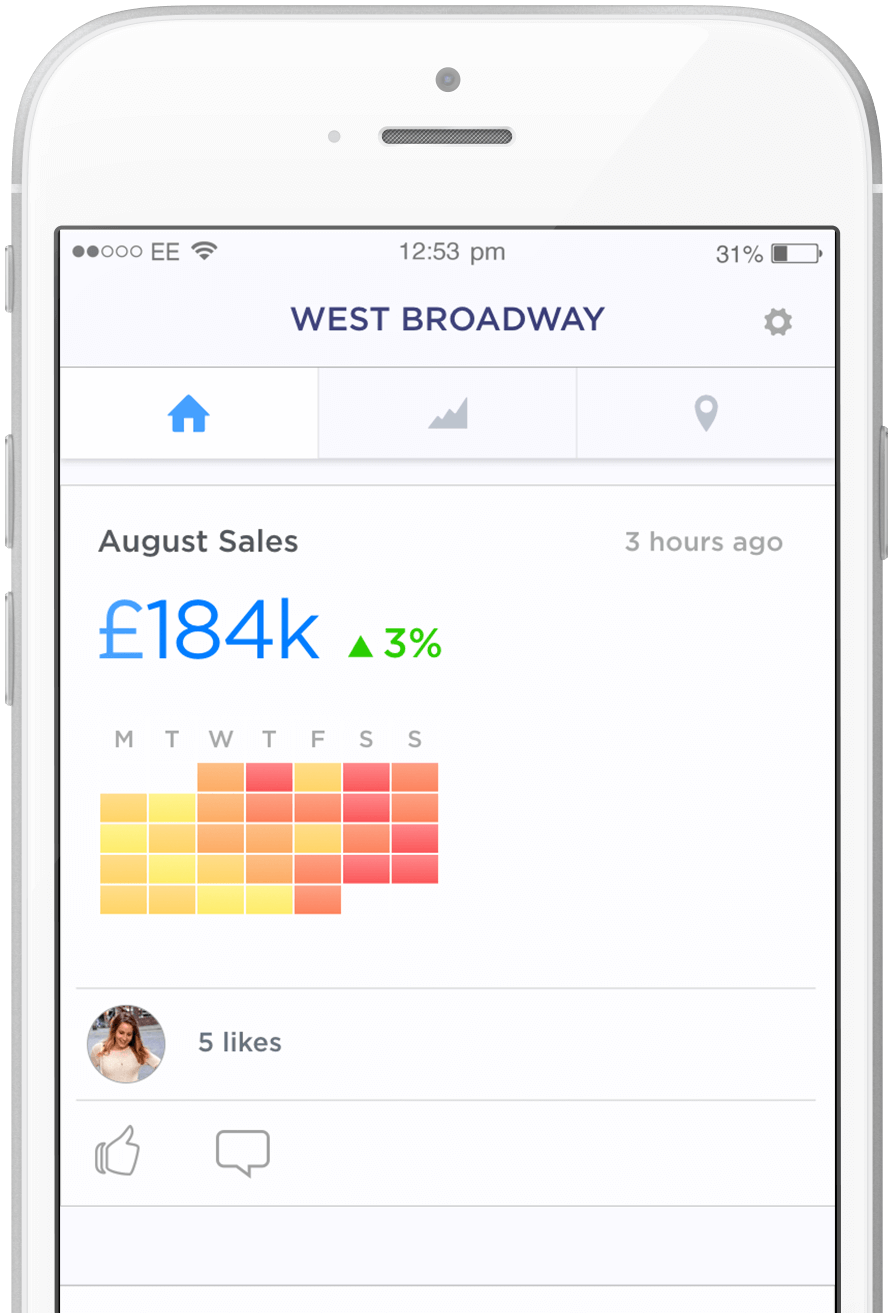 EE 12:53 pm 31%
WEST BROADWAY
August Sales 3 hours ago
£184k ▲ 3%
M T W T F S S
5 likes